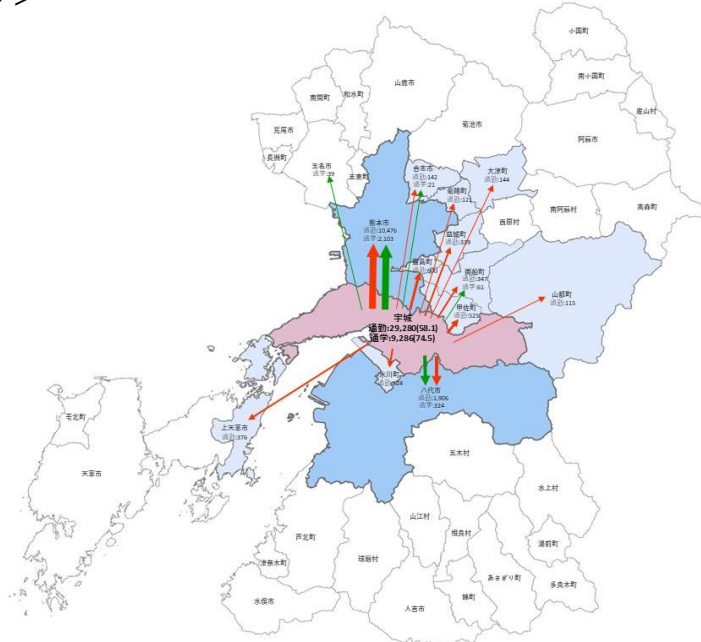 小国町
南小国町
産山村
山鹿市
和水町
南関町
菊池市
阿蘇市
荒尾市
長洲町
玉名市
通学:39
玉東町
合志市
通勤:142
通学:21
大津町
通勤:144
菊陽町
通勤:121
西原村
南阿蘇村
高森町
熊本市
通勤:10,476
通学:2,103
益城町
嘉島町
御船町
通勤:347
通学:61
甲佐町
通勤:525
山都町
通勤:115
宇城
通勤:29,280(58.1)
通学:9,286(74.5)
氷川町
八代市
通勤:1,906
通学:224
上天草市
通勤:376
苓北町
天草市
五木村
水上村
芦北町
山江村
相良村
湯前町
津奈木町
球磨村
あさぎり町
多良木町
水俣市
人吉市
錦町